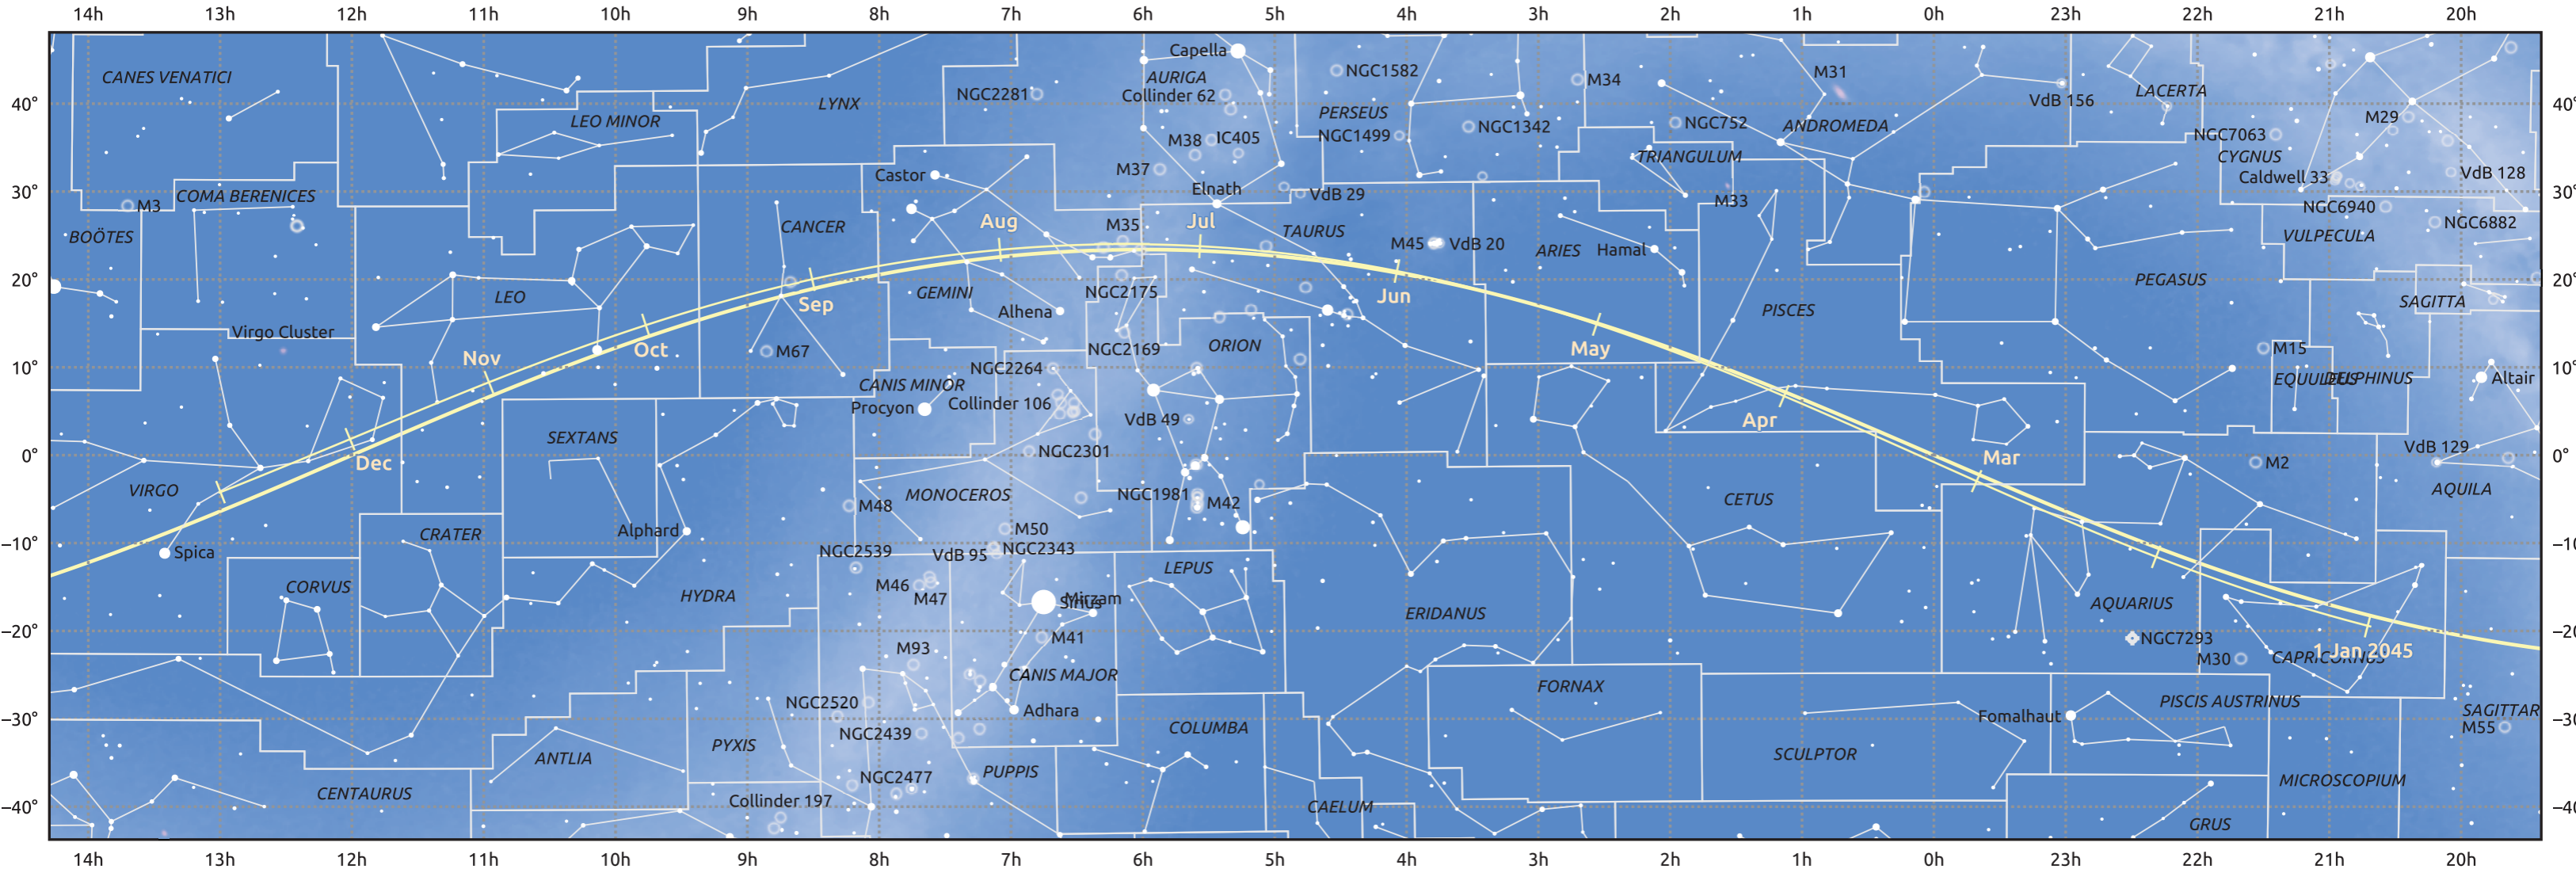 14h 13h 12h 11h 10h 9h 8h 7h 6h 5h 4h 3h 2h 1h 0h 23h 22h 21h 20h
Capella
CANES VENATICI
AURIGA
NGC1582
M34
M31
LACERTA
40°
LYNX
NGC2281
Collinder 62
PERSEUS
VdB 156
40°
LEO MINOR
M38
IC405
NGC1499
NGC1342
NGC752
ANDROMEDA
NGC7063
M29
M37
TRIANGULUM
CYGNUS
Castor
Caldwell 33
VdB 128
30°
COMA BERENICES
M3
Elnath
VdB 29
M33
30°
NGC6940
NGC6882
BOÖTES
CANCER
Aug
M35
Jul
TAURUS
M45
VdB 20
ARIES
Hamal
VULPECULA
20°
LEO
Sep
GEMINI
NGC2175
Jun
PEGASUS
20°
Virgo Cluster
Alhena
PISCES
SAGITTA
Nov
Oct
M67
NGC2169
ORION
May
M15
10°
CANIS MINOR
NGC2264
EQUULEUS
DELPHINUS
Altair
10°
Procyon
Collinder 106
VdB 49
Apr
SEXTANS
0°
Dec
NGC2301
Mar
VdB 129
M2
0°
VIRGO
MONOCEROS
NGC1981
M42
CETUS
AQUILA
M48
CRATER
Alphard
M50
−10°
Spica
NGC2539
VdB 95
NGC2343
−10
CORVUS
HYDRA
M46
M47
LEPUS
Sirius
Mirzam
ERIDANUS
AQUARIUS
−20°
M41
NGC7293
−20
M93
CANIS MAJOR
M30
CAPRICORNUS
1 Jan 2045
FORNAX
NGC2520
PISCIS AUSTRINUS
−30°
Adhara
Fomalhaut
SAGITTAR
−30
NGC2439
COLUMBA
M55
ANTLIA
PYXIS
SCULPTOR
CENTAURUS
NGC2477
PUPPIS
MICROSCOPIUM
−40°
Collinder 197
CAELUM
GRUS
−40
14h 13h 12h 11h 10h 9h 8h 7h 6h 5h 4h 3h 2h 1h 0h 23h 22h 21h 20h